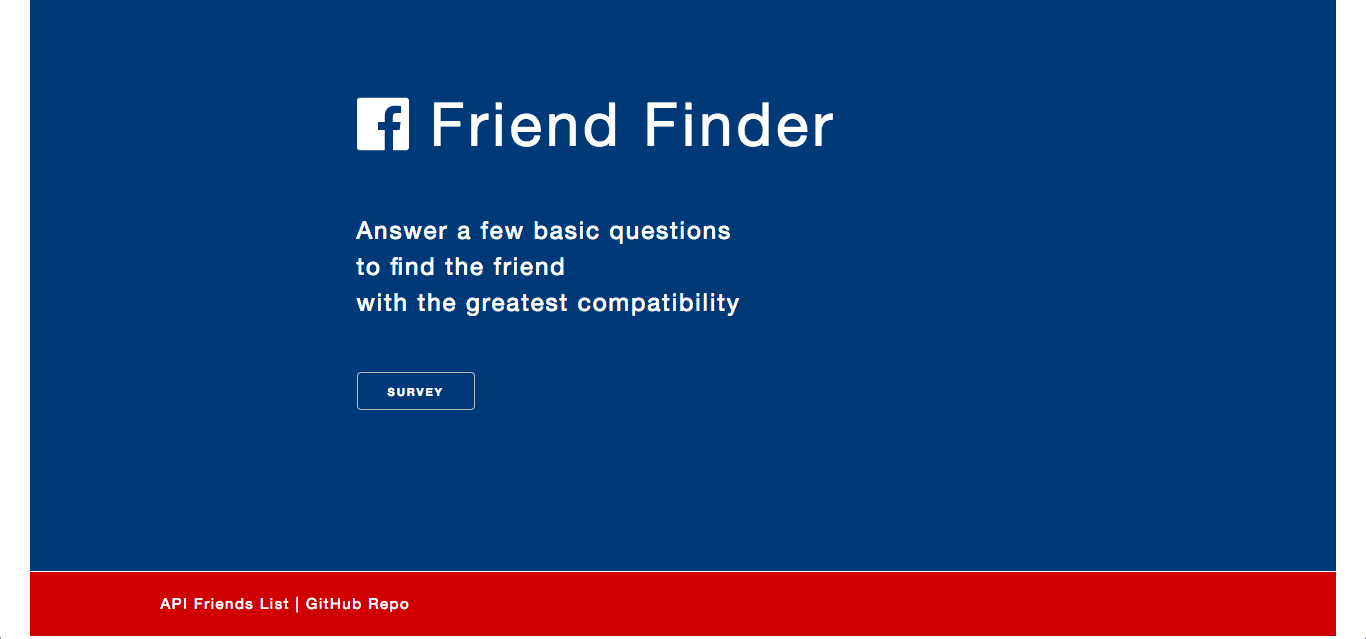 Friend Finder
Answer a few basic questions
to find the friend
with the greatest compatibility
SURVEY
API Friends List | GitHub Repo